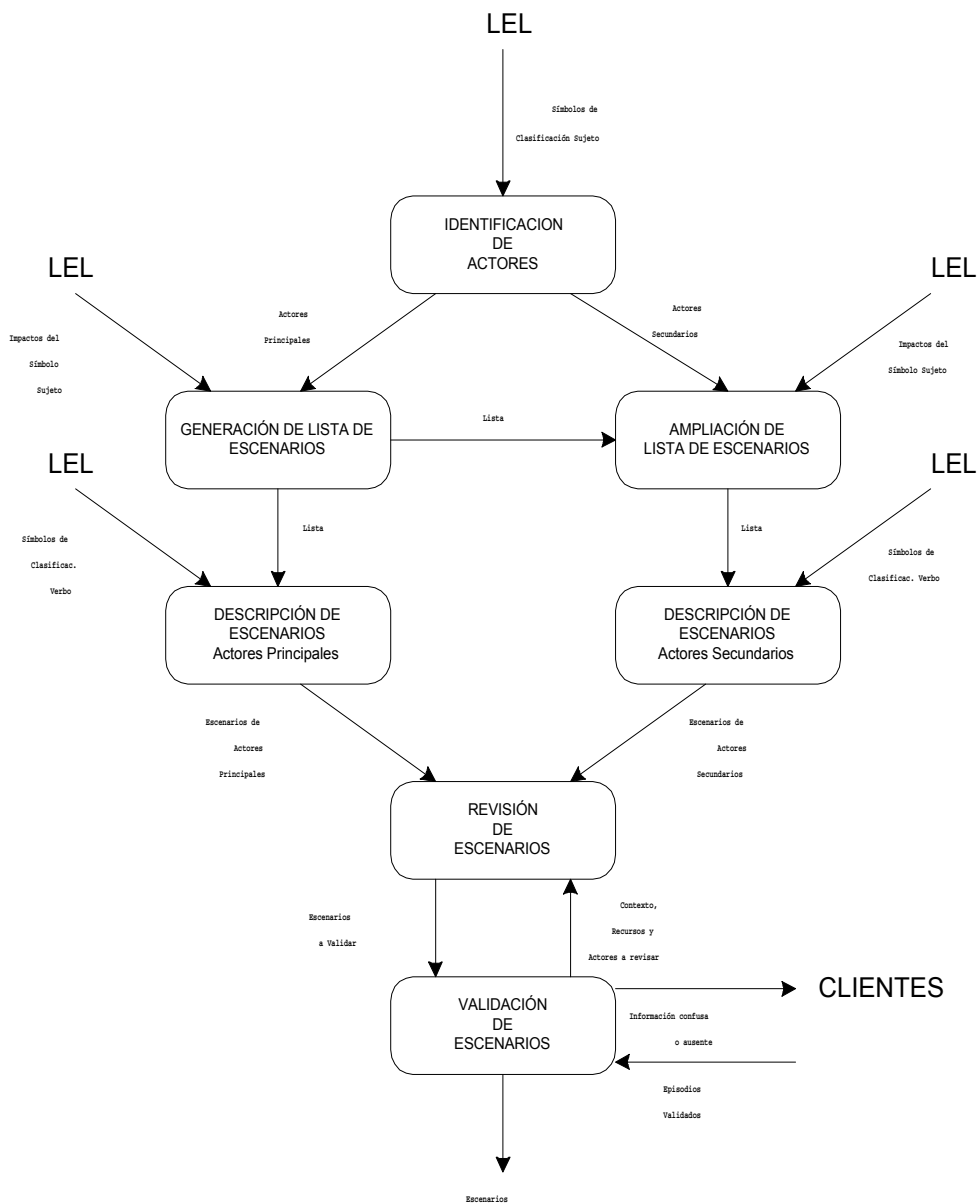 LEL
Símbolos de
Clasificación Sujeto
IDENTIFICACION
DE
ACTORES
LEL
LEL
Actores
Principales
Actores
Secundarios
Impactos del
Símbolo
Sujeto
Impactos del
Símbolo Sujeto
GENERACIÓN DE LISTA DE
ESCENARIOS
Lista
AMPLIACIÓN DE
LISTA DE ESCENARIOS
LEL
LEL
Lista
Lista
Símbolos de
Clasificac.
Verbo
Símbolos de
Clasificac. Verbo
DESCRIPCIÓN DE
ESCENARIOS
Actores Principales
DESCRIPCIÓN DE
ESCENARIOS
Actores Secundarios
Escenarios de
Actores
Principales
Escenarios de
Actores
Secundarios
REVISIÓN
DE
ESCENARIOS
Escenarios
a Validar
Contexto,
Recursos y
Actores a revisar
VALIDACIÓN
DE
ESCENARIOS
CLIENTES
Información confusa
o ausente
Episodios
Validados
Escenarios